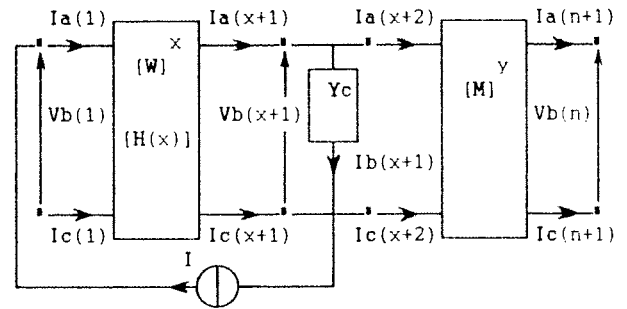 Ia(1) Ia(x+1) Ia(x+2) Ia(n+1)
x
[W] Yc y
[M]
Vb(1) Vb(x+1) Vb(n)
[H(x)]
Ib(x+1)
Ic(1) Ic(x+1) Ic(x+2) Ic(n+1)
I